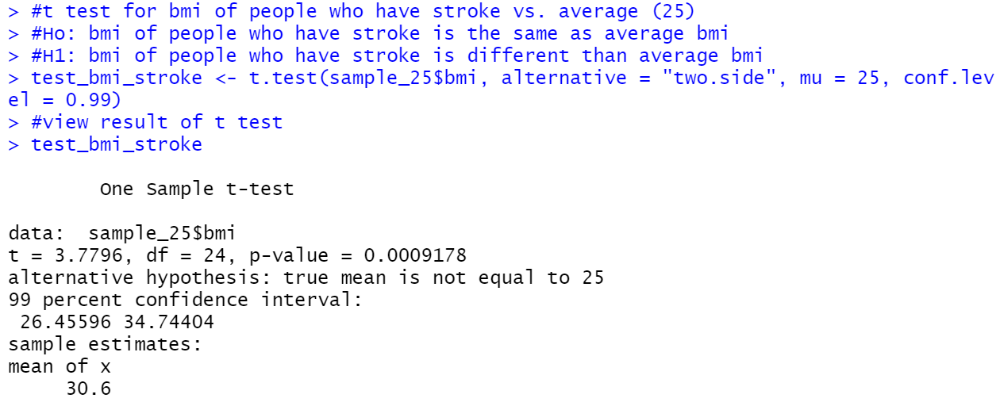 > #t test for bmi of people who have stroke vs. average (25)
> #Ho: bmi of people who have stroke is the same as average bmi
> #H1: bmi of people who have stroke is different than average bmi
> test_bmi_stroke <- t.test(sample_25$bmi, alternative = "two.side", mu = 25, conf.lev
el = 0.99)
> #view result of t test
> test_bmi_stroke
One Sample t-test
data:  sample_25$bmi
t = 3.7796, df = 24, p-value = 0.0009178
alternative hypothesis: true mean is not equal to 25
99 percent confidence interval:
26.45596 34.74404
sample estimates:
mean of x
30.6